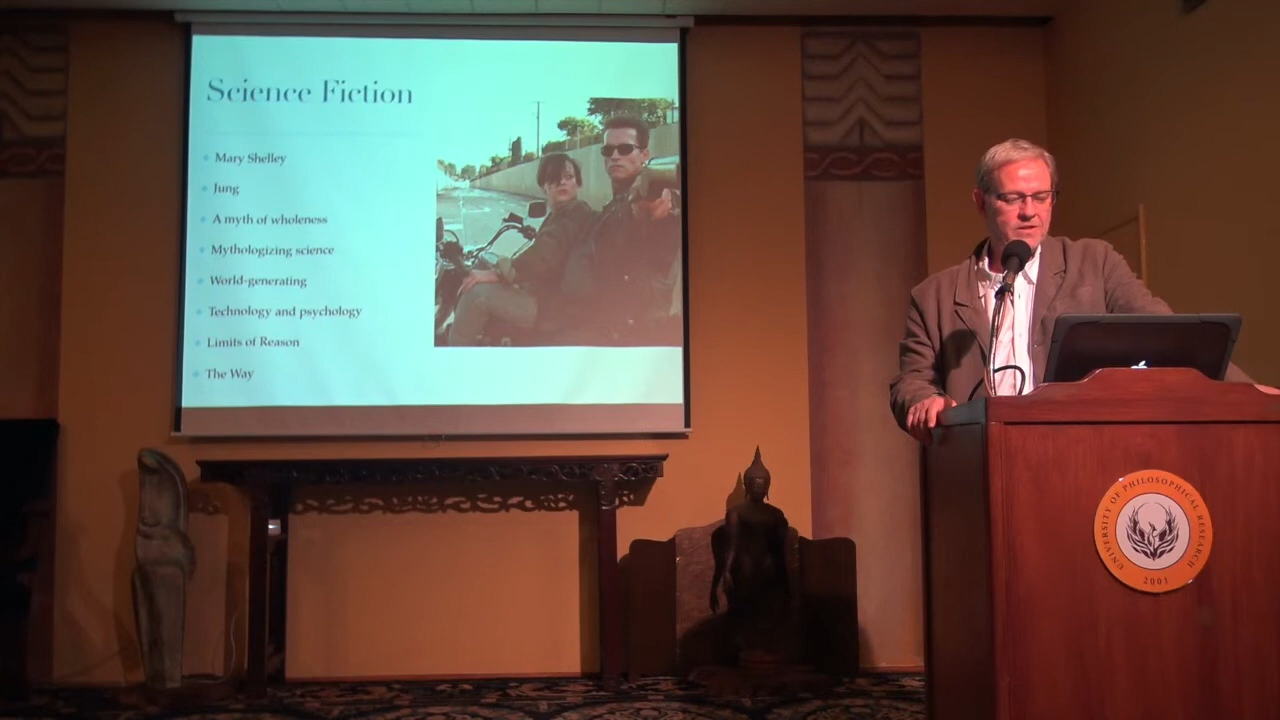 Science Fiction
Mary Shelley
Jung
A myth of wholeness
Mythologizing science
World-generating
Technology and psychology
Limits of Reason
The Way
UNIVERSITY OF PHILOSOPHICAL RESEARCH
2001